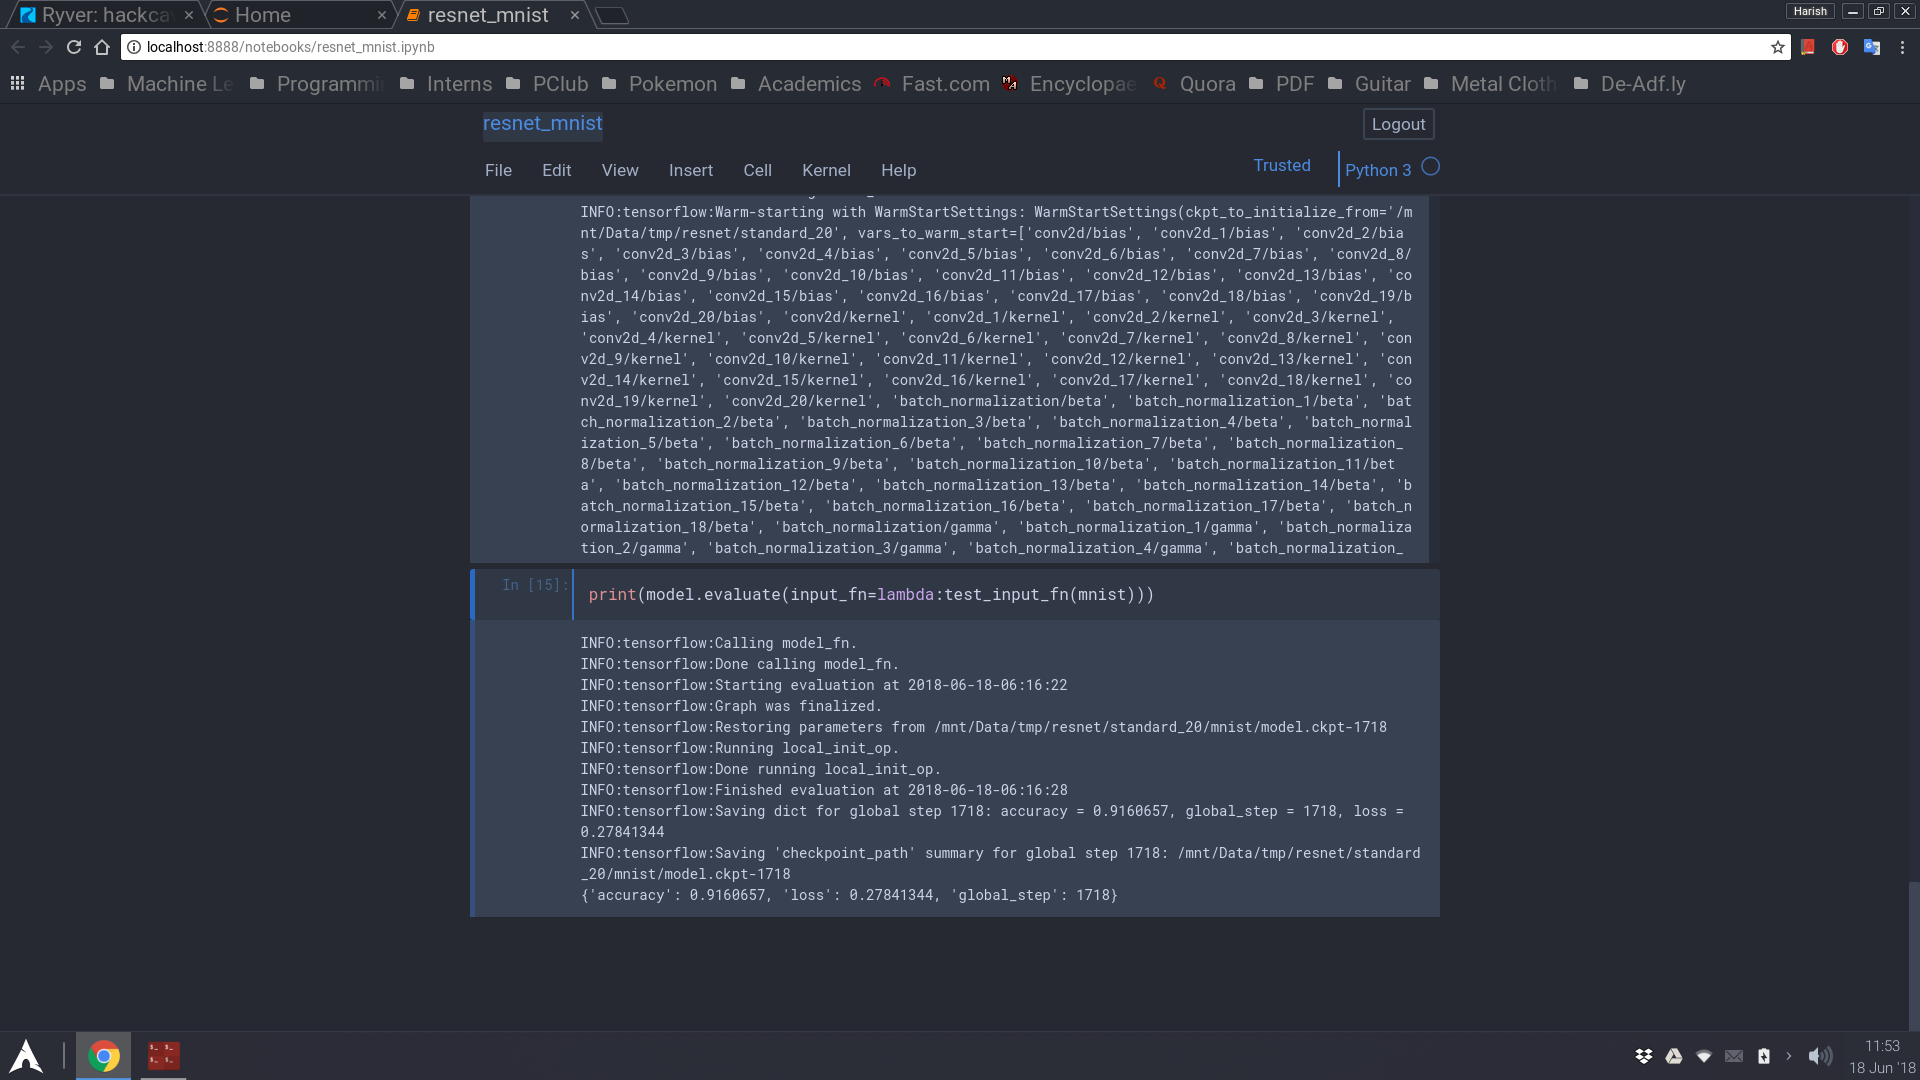 Ryver: hackca
Home
resnet_mnist
Harish
localhost:8888/notebooks/resnet_mnist.ipynb
Apps Machine Le Programmi Interns PClub Pokemon Academics Fast.com Encyclopae Quora PDF Guitar Metal Cloth De-Adf.ly
resnet_mnist
Logout
File Edit View Insert Cell Kernel Help
Trusted
Python 3
INFO:tensorflow:Warm-starting with WarmStartSettings: WarmStartSettings(ckpt_to_initialize_from='/m
nt/Data/tmp/resnet/standard_20', vars_to_warm_start=['conv2d/bias', 'conv2d_1/bias', 'conv2d_2/bia
s', 'conv2d_3/bias', 'conv2d_4/bias', 'conv2d_5/bias', 'conv2d_6/bias', 'conv2d_7/bias', 'conv2d_8/
bias', 'conv2d_9/bias', 'conv2d_10/bias', 'conv2d_11/bias', 'conv2d_12/bias', 'conv2d_13/bias', 'co
nv2d_14/bias', 'conv2d_15/bias', 'conv2d_16/bias', 'conv2d_17/bias', 'conv2d_18/bias', 'conv2d_19/b
ias', 'conv2d_20/bias', 'conv2d/kernel', 'conv2d_1/kernel', 'conv2d_2/kernel', 'conv2d_3/kernel',
'conv2d_4/kernel', 'conv2d_5/kernel', 'conv2d_6/kernel', 'conv2d_7/kernel', 'conv2d_8/kernel', 'con
v2d_9/kernel', 'conv2d_10/kernel', 'conv2d_11/kernel', 'conv2d_12/kernel', 'conv2d_13/kernel', 'con
v2d_14/kernel', 'conv2d_15/kernel', 'conv2d_16/kernel', 'conv2d_17/kernel', 'conv2d_18/kernel', 'co
nv2d_19/kernel', 'conv2d_20/kernel', 'batch_normalization/beta', 'batch_normalization_1/beta', 'bat
ch_normalization_2/beta', 'batch_normalization_3/beta', 'batch_normalization_4/beta', 'batch_normal
ization_5/beta', 'batch_normalization_6/beta', 'batch_normalization_7/beta', 'batch_normalization_
8/beta', 'batch_normalization_9/beta', 'batch_normalization_10/beta', 'batch_normalization_11/bet
a', 'batch_normalization_12/beta', 'batch_normalization_13/beta', 'batch_normalization_14/beta', 'b
atch_normalization_15/beta', 'batch_normalization_16/beta', 'batch_normalization_17/beta', 'batch_n
ormalization_18/beta', 'batch_normalization/gamma', 'batch_normalization_1/gamma', 'batch_normaliza
tion_2/gamma', 'batch_normalization_3/gamma', 'batch_normalization_4/gamma', 'batch_normalization_
In [15]: print(model.evaluate(input_fn=lambda:test_input_fn(mnist)))
INFO:tensorflow:Calling model_fn.
INFO:tensorflow:Done calling model_fn.
INFO:tensorflow:Starting evaluation at 2018-06-18-06:16:22
INFO:tensorflow:Graph was finalized.
INFO:tensorflow:Restoring parameters from /mnt/Data/tmp/resnet/standard_20/mnist/model.ckpt-1718
INFO:tensorflow:Running local_init_op.
INFO:tensorflow:Done running local_init_op.
INFO:tensorflow:Finished evaluation at 2018-06-18-06:16:28
INFO:tensorflow:Saving dict for global step 1718: accuracy = 0.9160657, global_step = 1718, loss =
0.27841344
INFO:tensorflow:Saving 'checkpoint_path' summary for global step 1718: /mnt/Data/tmp/resnet/standard
_20/mnist/model.ckpt-1718
{'accuracy': 0.9160657, 'loss': 0.27841344, 'global_step': 1718}
11:53
18 Jun '18